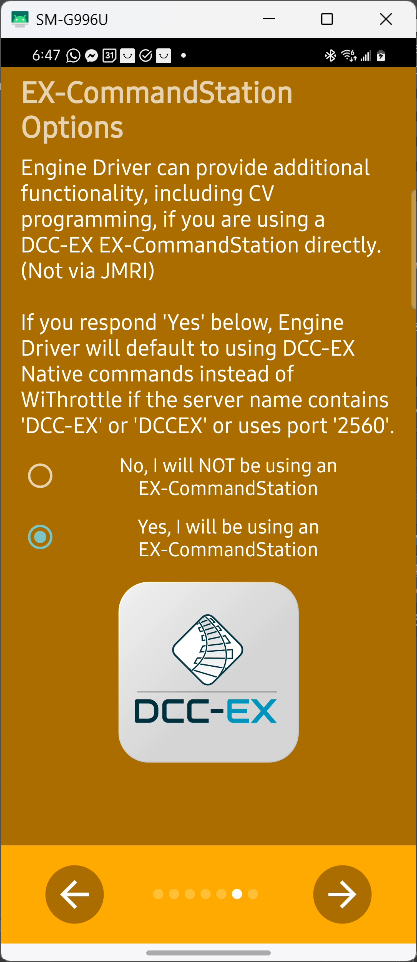 SM-G996U
6:47
31
EX-CommandStation
Options
Engine Driver can provide additional
functionality, including CV
programming, if you are using a
DCC-EX EX-CommandStation directly.
(Not via JMRI)
If you respond 'Yes' below, Engine
Driver will default to using DCC-EX
Native commands instead of
WiThrottle if the server name contains
'DCC-EX' or 'DCCEX' or uses port '2560'.
No, I will NOT be using an
EX-CommandStation
Yes, I will be using an
EX-CommandStation
DCC-EX